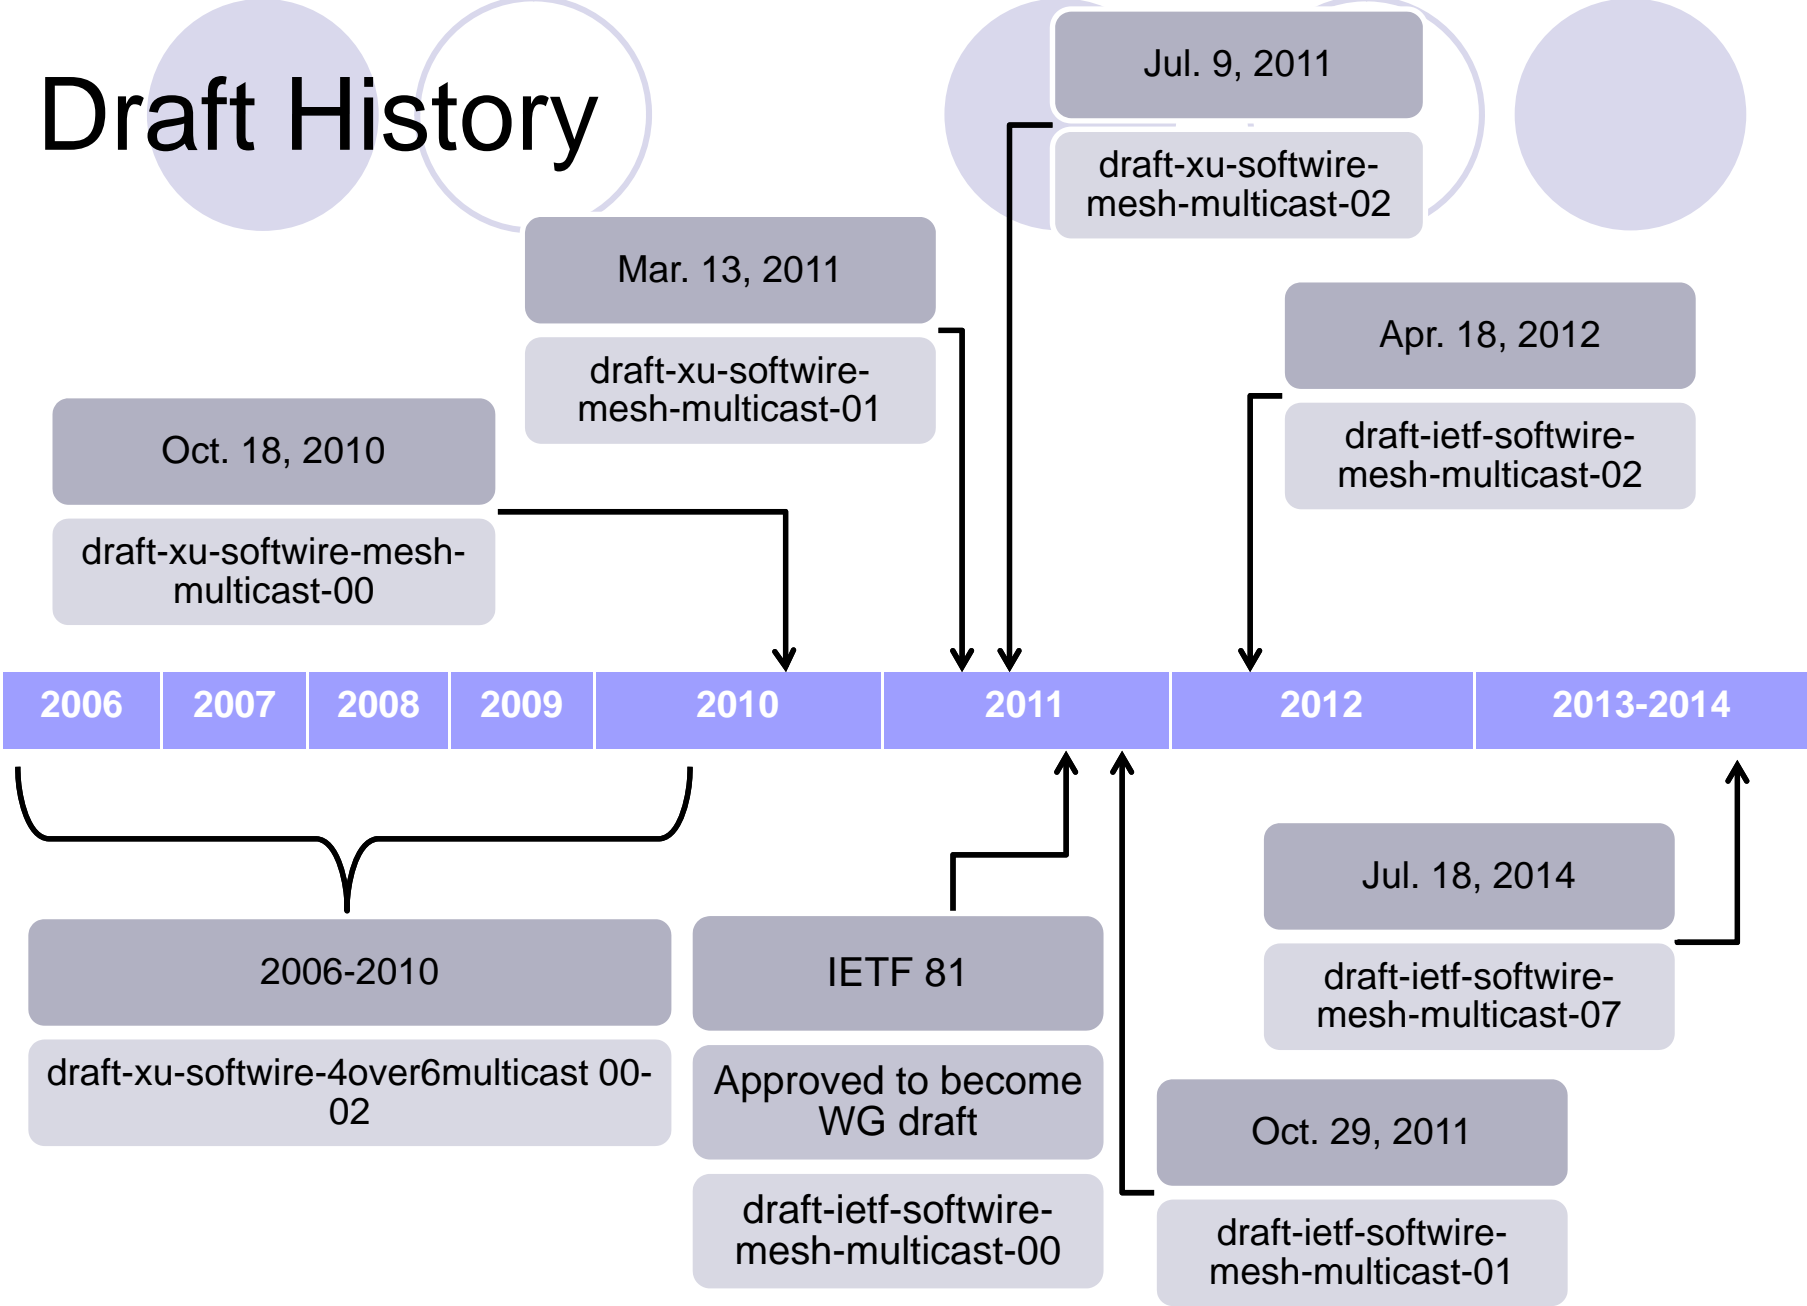 Draft History
Jul. 9, 2011
draft-xu-softwire-
mesh-multicast-02
Mar. 13, 2011
draft-xu-softwire-
mesh-multicast-01
Apr. 18, 2012
draft-ietf-softwire-
mesh-multicast-02
Oct. 18, 2010
draft-xu-softwire-mesh-
multicast-00
2006 2007 2008 2009 2010 2011 2012 2013-2014
2006-2010
draft-xu-softwire-4over6multicast 00-
02
IETF 81
Approved to become
WG draft
draft-ietf-softwire-
mesh-multicast-00
Jul. 18, 2014
draft-ietf-softwire-
mesh-multicast-07
Oct. 29, 2011
draft-ietf-softwire-
mesh-multicast-01